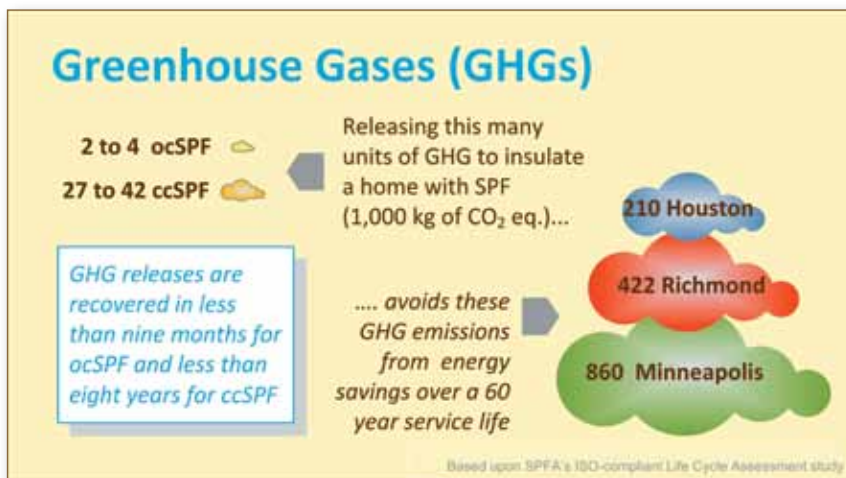 Greenhouse Gases (GHGs)
2 to 4 ocSPF
27 to 42 ccSPF
Releasing this many
units of GHG to insulate
a home with SPF
(1,000 kg of CO₂ eq.)...
210 Houston
422 Richmond
860 Minneapolis
GHG releases are
recovered in less
than nine months for
ocSPF and less than
eight years for ccSPF
.... avoids these
GHG emissions
from energy
savings over a 60
year service life
Based upon SPFA's ISO-compliant Life Cycle Assessment study